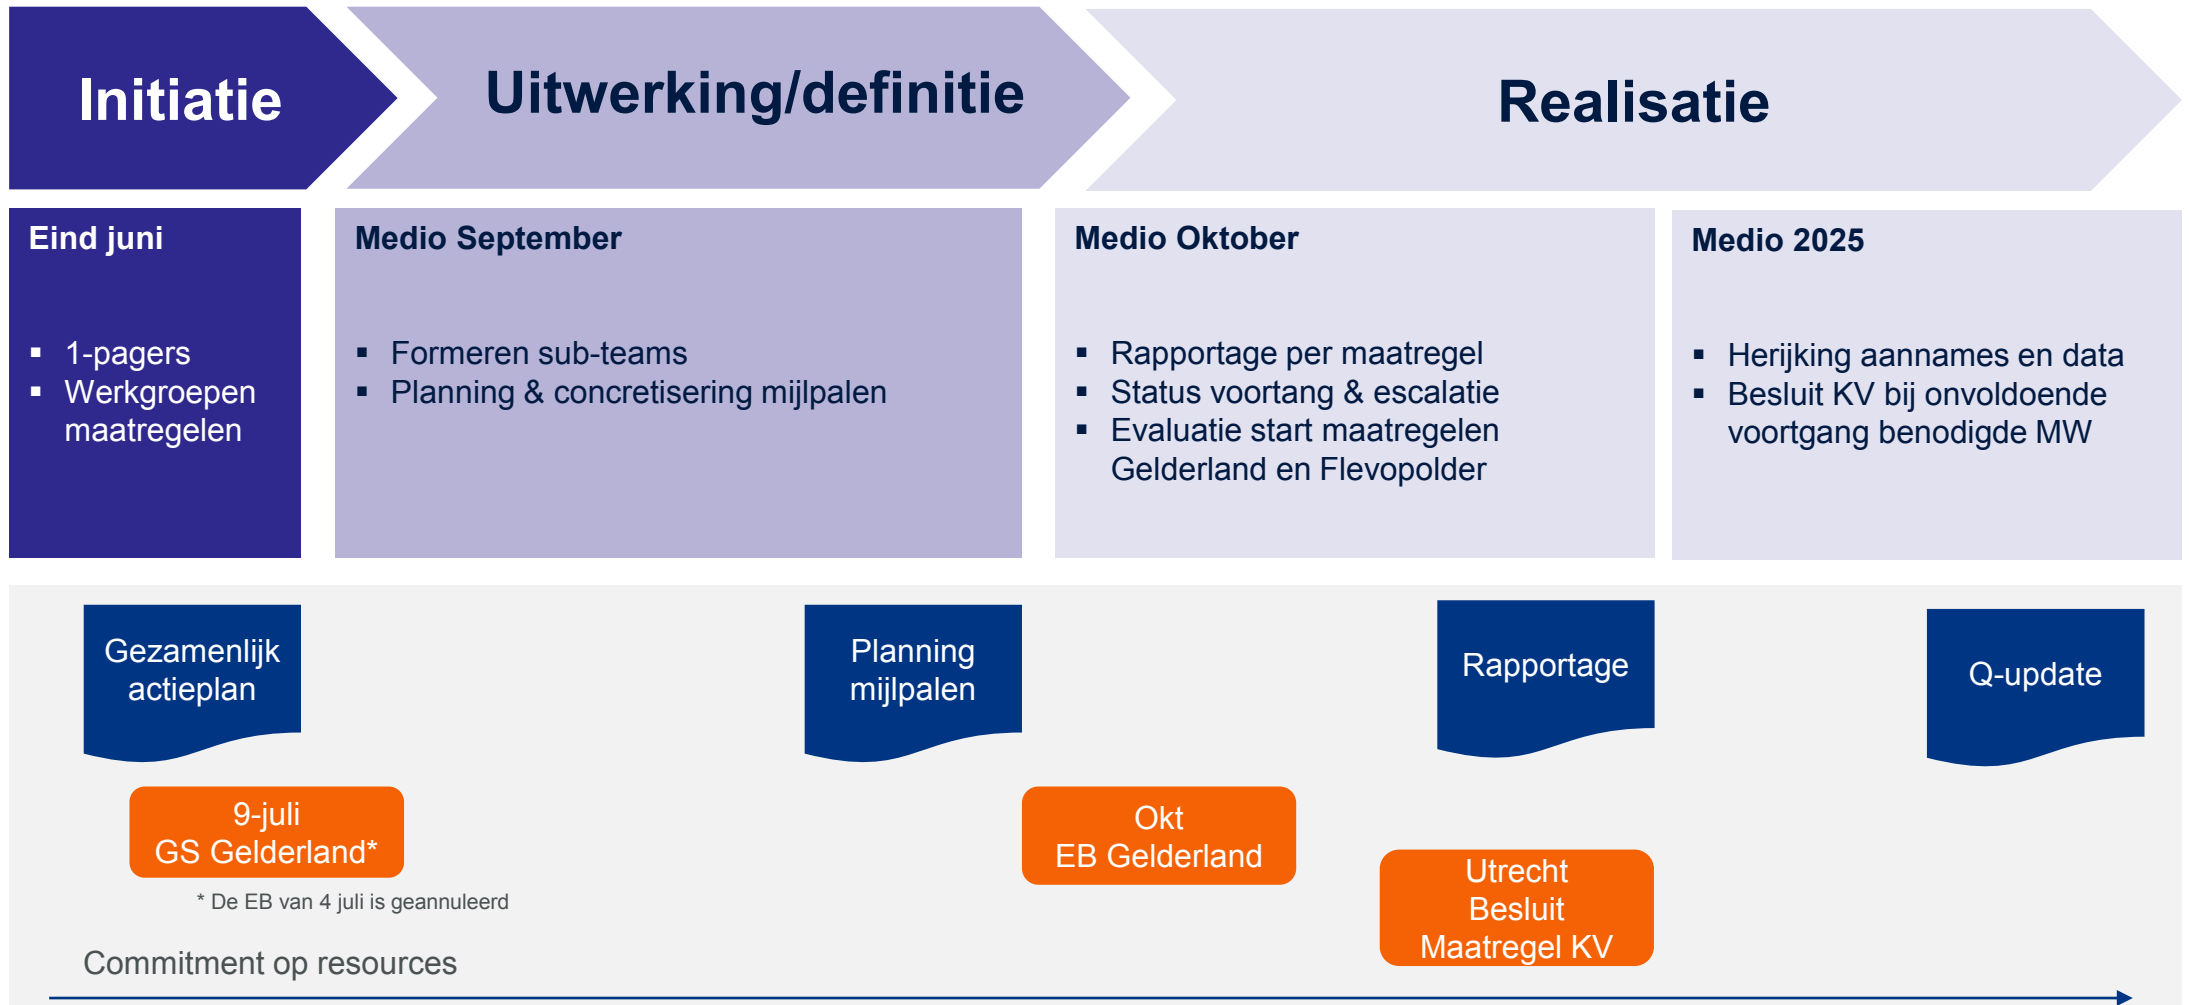 Initiatie
Uitwerking/definitie
Realisatie
Eind juni
▪ 1-pagers
▪ Werkgroepen
maatregelen
Medio September
▪ Formeren sub-teams
▪ Planning & concretisering mijlpalen
Medio Oktober
▪ Rapportage per maatregel
▪ Status voortang & escalatie
▪ Evaluatie start maatregelen
Gelderland en Flevopolder
Medio 2025
▪ Herijking aannames en data
▪ Besluit KV bij onvoldoende
voortgang benodigde MW
Gezamenlijk
actieplan
Planning
mijlpalen
Rapportage
Q-update
9-juli
GS Gelderland*
* De EB van 4 juli is geannuleerd
Okt
EB Gelderland
Utrecht
Besluit
Maatregel KV
Commitment op resources